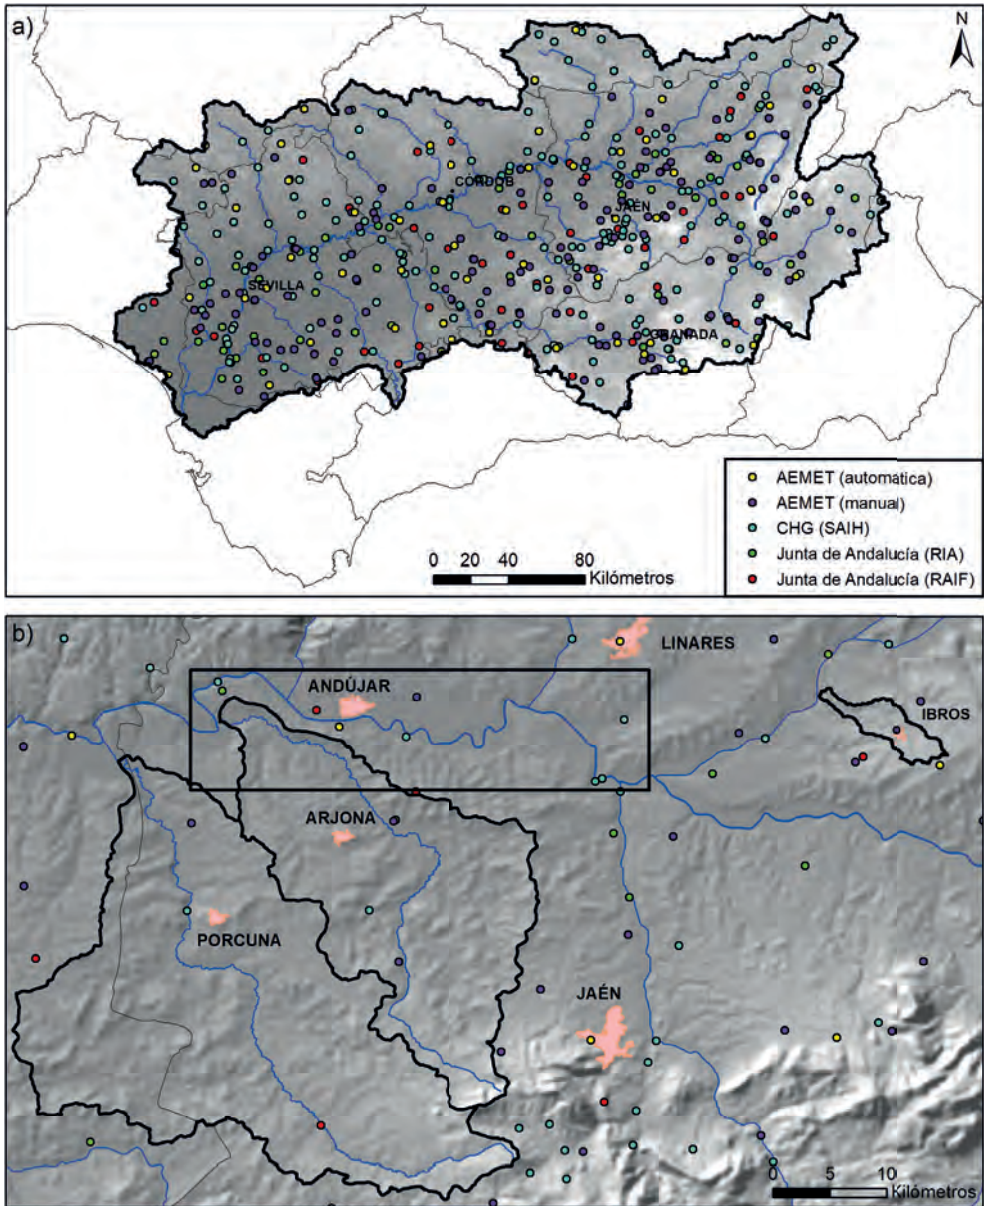 a)
N
CÓRDOB
JAÉN
SEVILLA
GRANADA
AEMET (automática)
AEMET (manual)
CHG (SAIH)
Junta de Andalucía (RIA)
Junta de Andalucía (RAIF)
0 20 40 80
Kilómetros
b)
LINARES
ANDÚJAR
IBROS
ARJONA
PORCUNA
JAÉN
0 5 10
Kilómetros